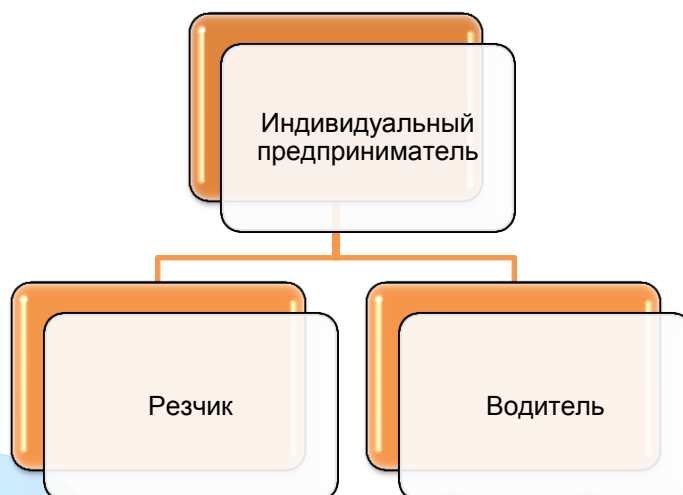 Индивидуальный
предприниматель
Резчик
Водитель